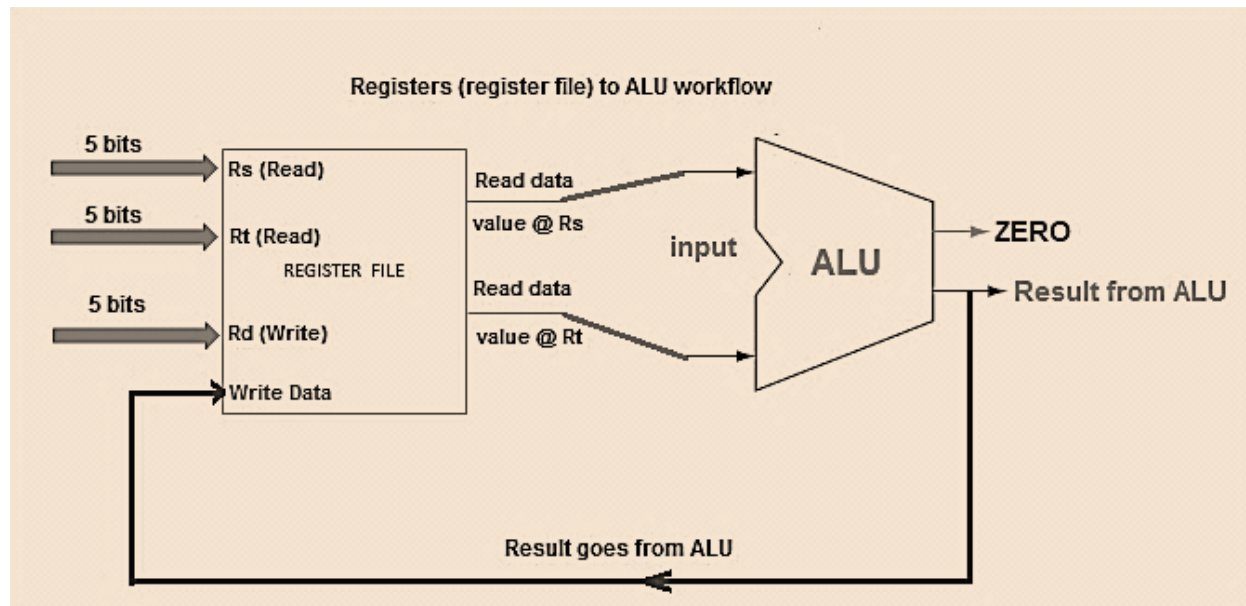 Registers (register file) to ALU workflow
5 bits
Rs (Read)
5 bits
Rt (Read)
REGISTER FILE
5 bits
Rd (Write)
Write Data
Read data
value @ Rs
Read data
value @ Rt
input
ALU
ZERO
Result from ALU
Result goes from ALU